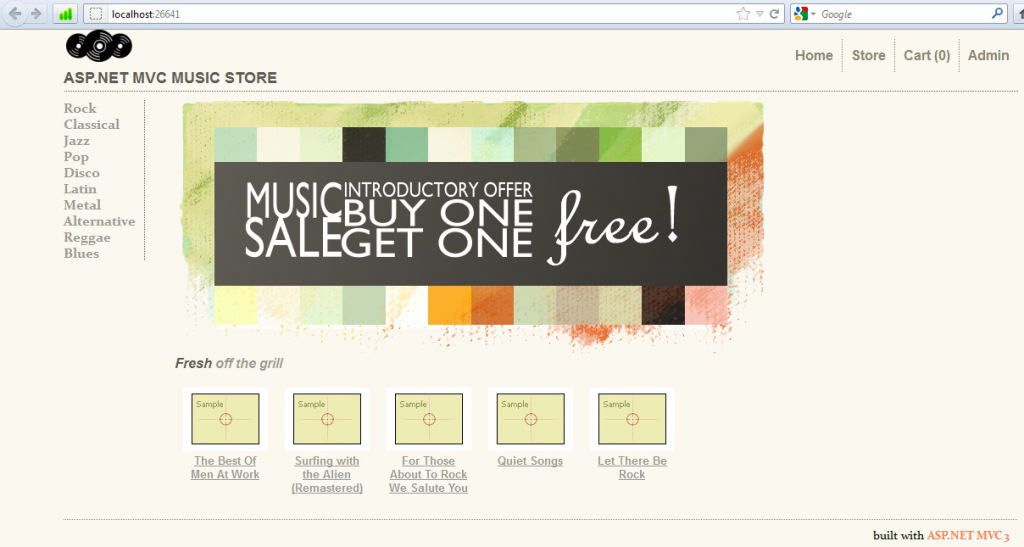 localhost:26641
Google
Home Store Cart (0) Admin
ASP.NET MVC MUSIC STORE
Rock
Classical
Jazz
Pop
Disco
Latin
Metal
Alternative
Reggae
Blues
MUSIC SALE
INTRODUCTORY OFFER
BUY ONE
GET ONE
free!
Fresh off the grill
Sample
Sample
Sample
Sample
Sample
The Best Of
Men At Work
Surfing with
the Alien
(Remastered)
For Those
About To Rock
We Salute You
Quiet Songs
Let There Be
Rock
built with ASP.NET MVC 3